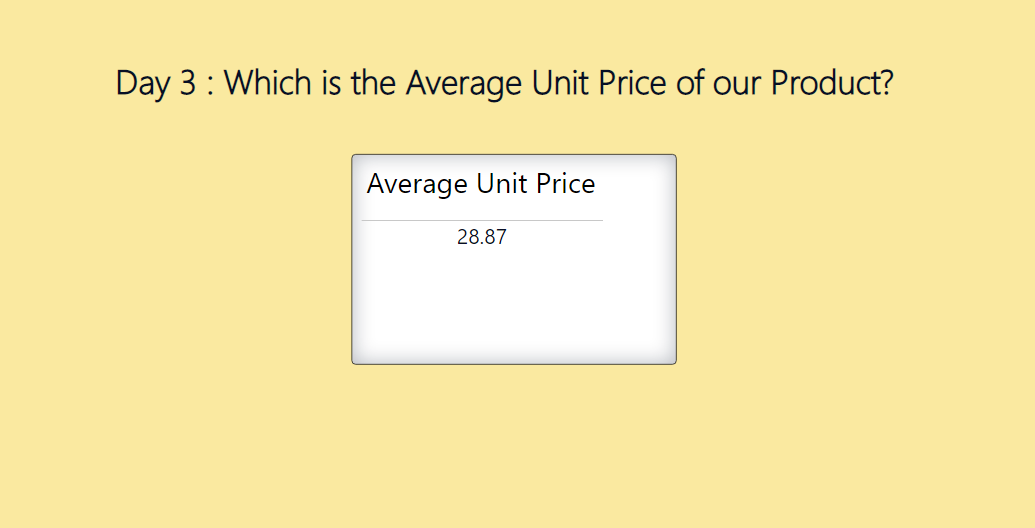 Day 3 : Which is the Average Unit Price of our Product?
Average Unit Price
28.87